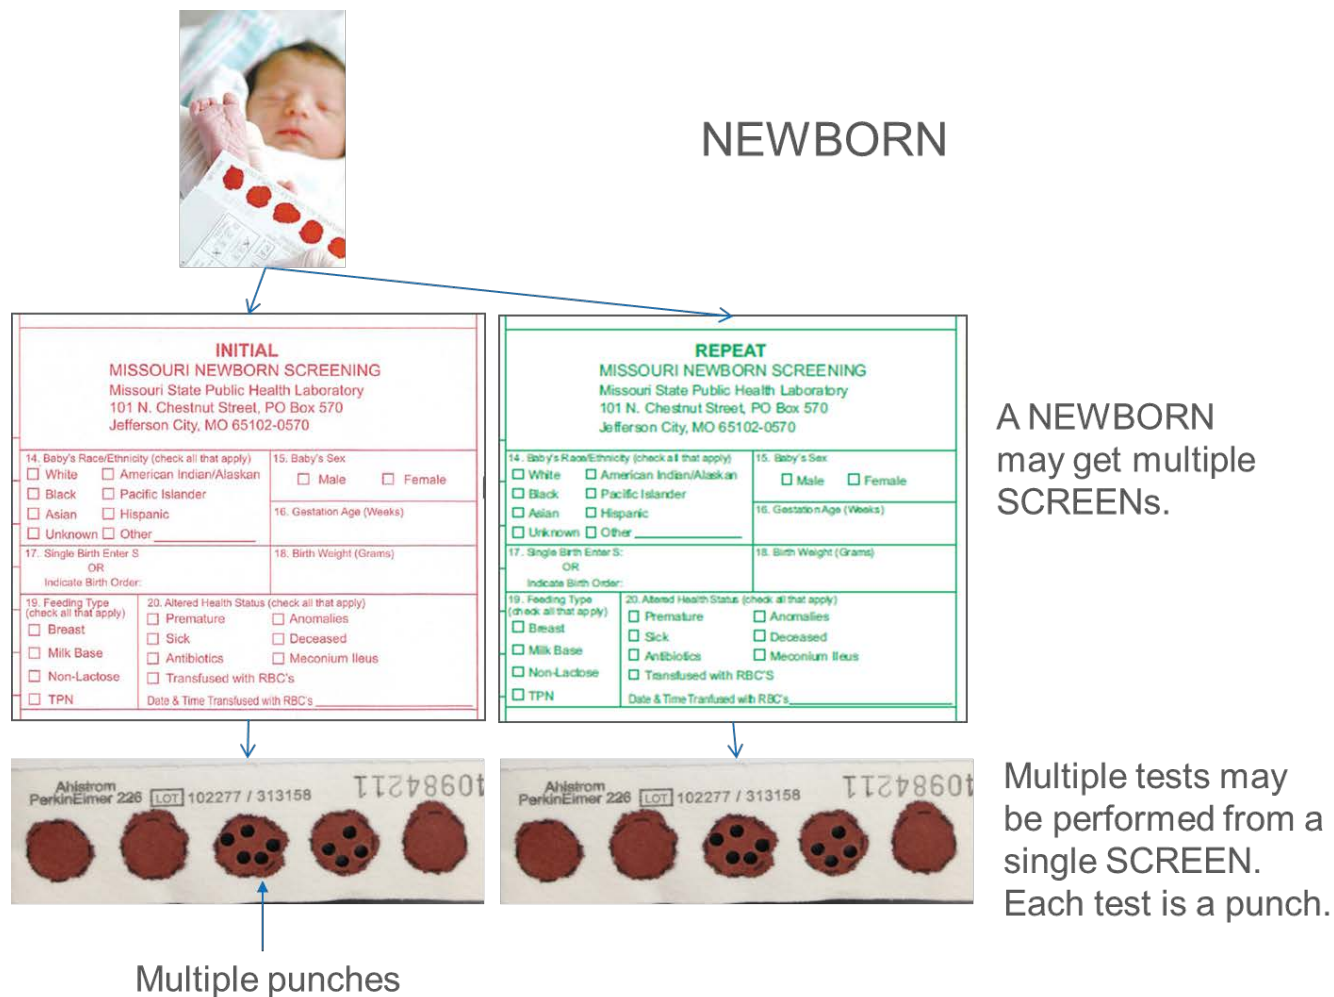 NEWBORN
INITIAL
MISSOURI NEWBORN SCREENING
Missouri State Public Health Laboratory
101 N. Chestnut Street, PO Box 570
Jefferson City, MO 65102-0570
14. Baby's Race/Ethnicity (check all that apply)
White
American Indian/Alaskan
Black
Pacific Islander
Asian
Hispanic
Unknown
Other
15. Baby's Sex
Male
Female
16. Gestation Age (Weeks)
17. Single Birth Enter S
OR
Indicate Birth Order:
18. Birth Weight (Grams)
19. Feeding Type
(check all that apply)
Breast
Milk Base
Non-Lactose
TPN
20. Altered Health Status (check all that apply)
Premature
Anomalies
Sick
Deceased
Antibiotics
Meconium Ileus
Transfused with RBC's
Date & Time Transfused with RBC's
REPEAT
MISSOURI NEWBORN SCREENING
Missouri State Public Health Laboratory
101 N. Chestnut Street, PO Box 570
Jefferson City, MO 65102-0570
14. Baby's Race/Ethnicity (check all that apply)
White
American Indian/Alaskan
Black
Pacific Islander
Asian
Hispanic
Unknown
Other
15. Baby's Sex
Male
Female
16. Gestation Age (Weeks)
17. Single Birth Enter S:
OR
Indicate Birth Order:
18. Birth Weight (Grams)
19. Feeding Type
(check all that apply)
Breast
Milk Base
Non-Lactose
TPN
20. Altered Health Status (check all that apply)
Premature
Anomalies
Sick
Deceased
Antibiotics
Meconium Ileus
Transfused with RBC'S
Date & Time Tranfused with RBC's
A NEWBORN
may get multiple
SCREENs.
Ahlstrom
PerkinElmer 226 LOT 102277 / 313158
40984211
Ahlstrom
PerkinElmer 226 LOT 102277 / 313158
40984211
Multiple tests may
be performed from a
single SCREEN.
Each test is a punch.
Multiple punches